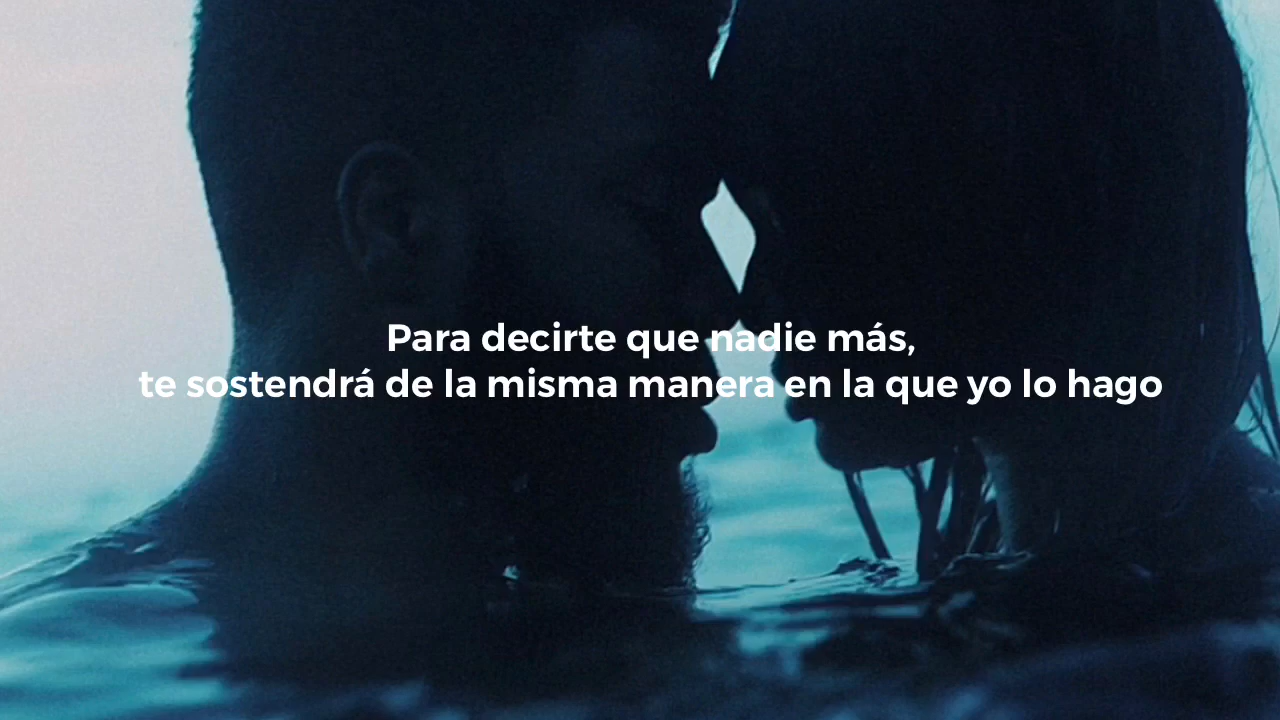 Para decirte que nadie más,
te sostendrá de la misma manera en la que yo lo hago